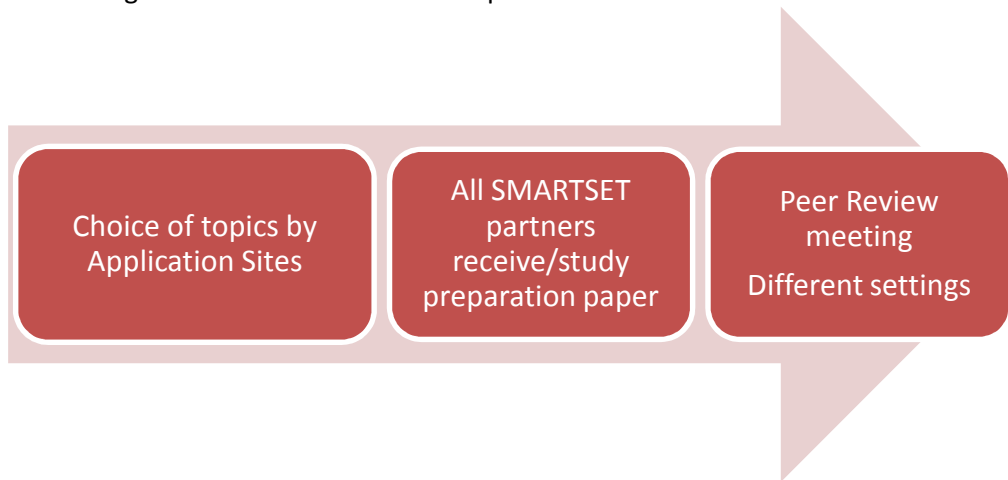 Choice of topics by
Application Sites
All SMARTSET
partners
receive/study
preparation paper
Peer Review
meeting
Different settings